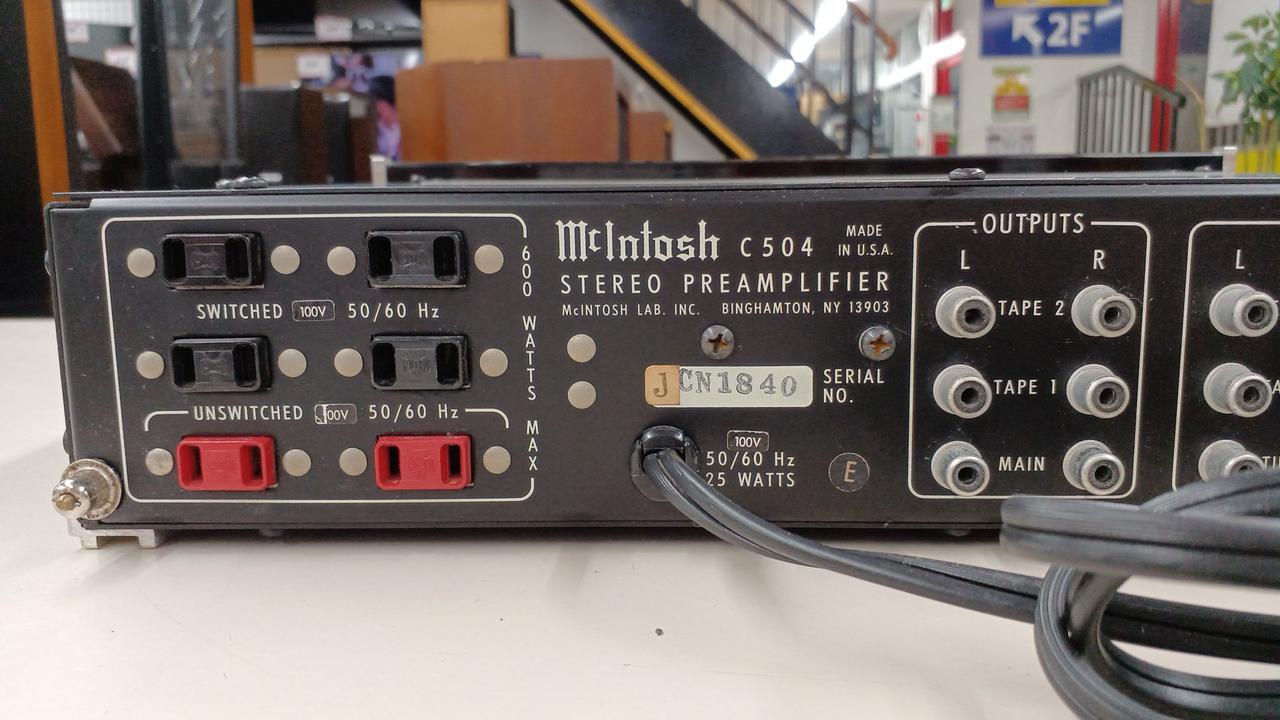 2F
SWITCHED 100V 50/60 Hz
UNSWITCHED 100V 50/60 Hz
600 WATTS MAX
McIntosh C 504
MADE
IN U.S.A.
STEREO PREAMPLIFIER
McINTOSH LAB. INC. BINGHAMTON, NY 13903
JCN1840
SERIAL
NO.
100V
50/60 Hz
25 WATTS
E
OUTPUTS
L R
TAPE 2
TAPE 1
MAIN
L